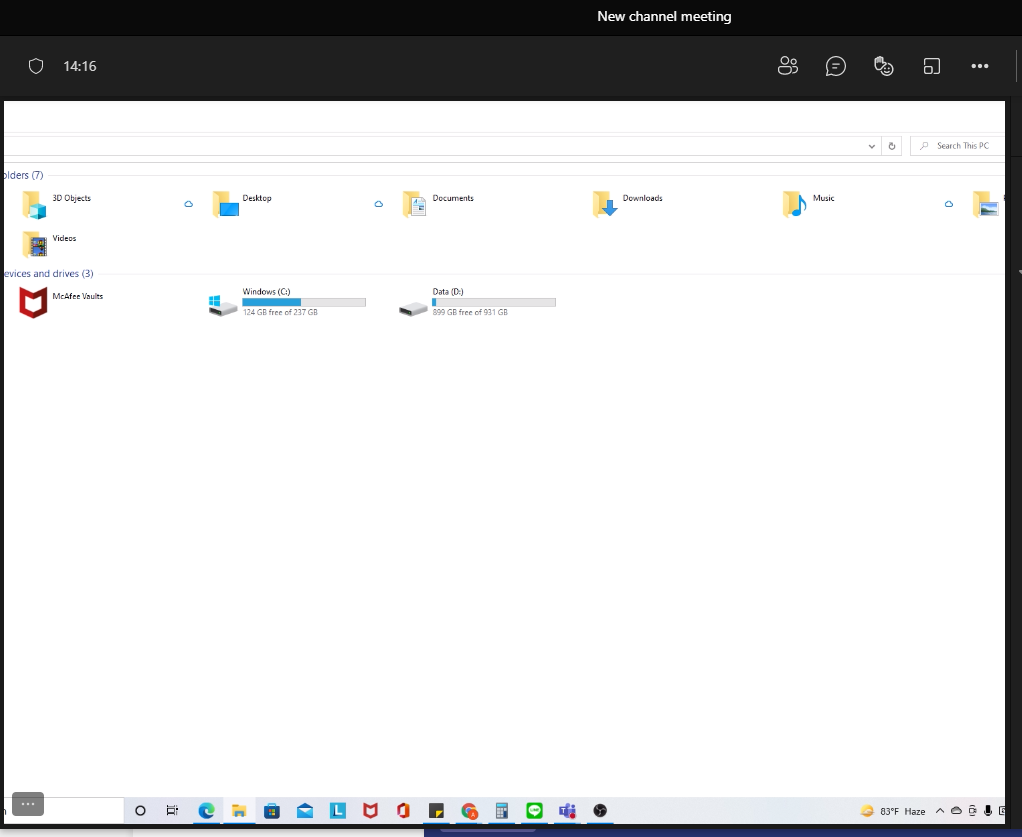 New channel meeting
14:16
Search This PC
olders (7)
3D Objects
Desktop
Documents
Downloads
Music
Videos
evices and drives (3)
McAfee Vaults
Windows (C:)
124 GB free of 237 GB
Data (D:)
899 GB free of 931 GB
83°F Haze